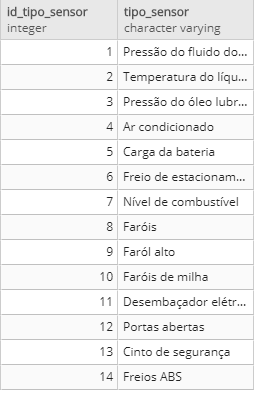 id_tipo_sensor tipo_sensor
integer character varying
1 Pressão do fluido do...
2 Temperatura do líqu...
3 Pressão do óleo lubr...
4 Ar condicionado
5 Carga da bateria
6 Freio de estacionam...
7 Nível de combustível
8 Faróis
9 Faról alto
10 Faróis de milha
11 Desembaçador elétr...
12 Portas abertas
13 Cinto de segurança
14 Freios ABS